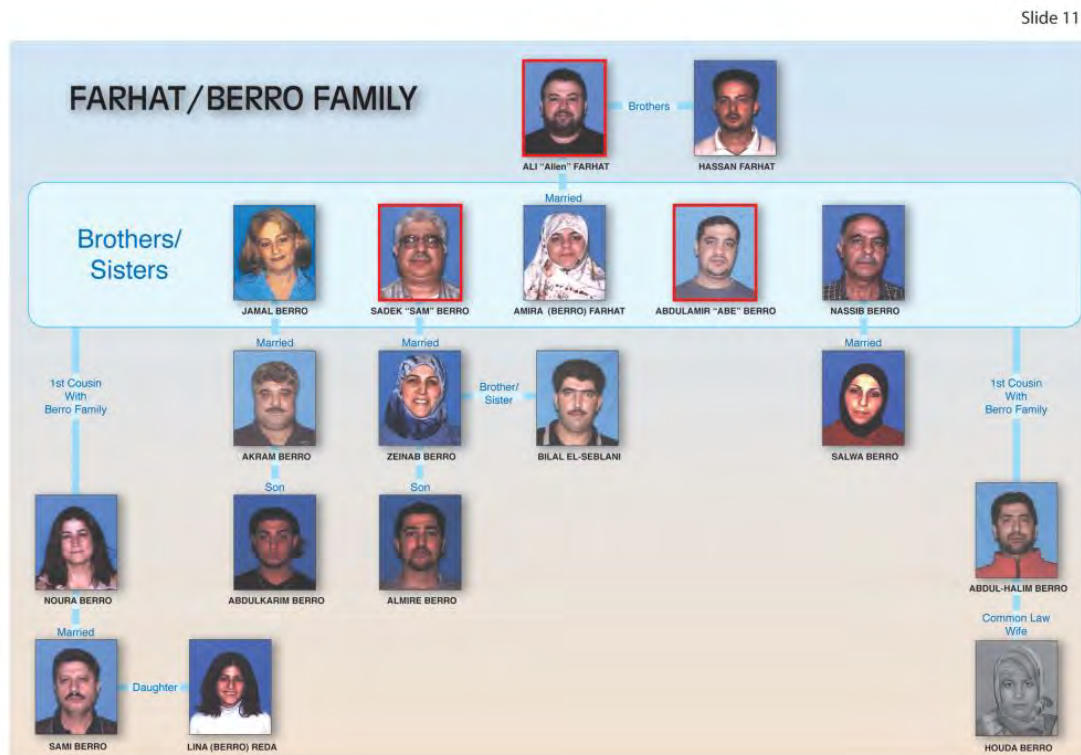 Slide 11
FARHAT/BERRO FAMILY
Brothers
ALI "Allen" FARHAT
HASSAN FARHAT
Married
Brothers/
Sisters
JAMAL BERRO
SADEK "SAM" BERRO
AMIRA (BERRO) FARHAT
ABDULAMIR "ABE" BERRO
NASSIB BERRO
1st Cousin
With
Berro Family
Married
Married
Brother/
Sister
Married
1st Cousin
With
Berro Family
AKRAM BERRO
ZEINAB BERRO
BILAL EL-SEBLANI
SALWA BERRO
Son
Son
NOURA BERRO
ABDULKARIM BERRO
ALMIRE BERRO
ABDUL-HALIM BERRO
Married
Common Law
Wife
Daughter
SAMI BERRO
LINA (BERRO) REDA
HOUDA BERRO